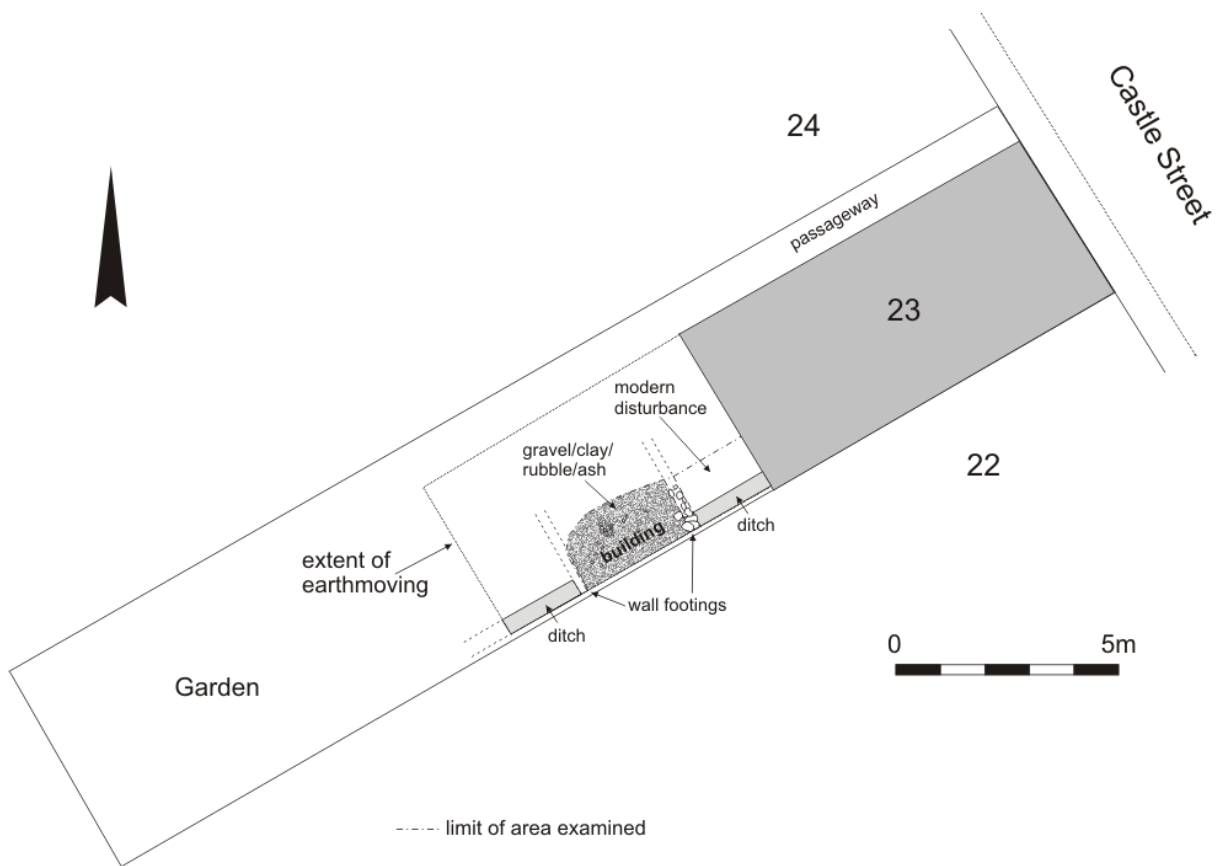 24
Castle Street
passageway
23
modern
disturbance
gravel/clay/
rubble/ash
22
building
ditch
extent of
earthmoving
wall footings
ditch
0 5m
Garden
limit of area examined